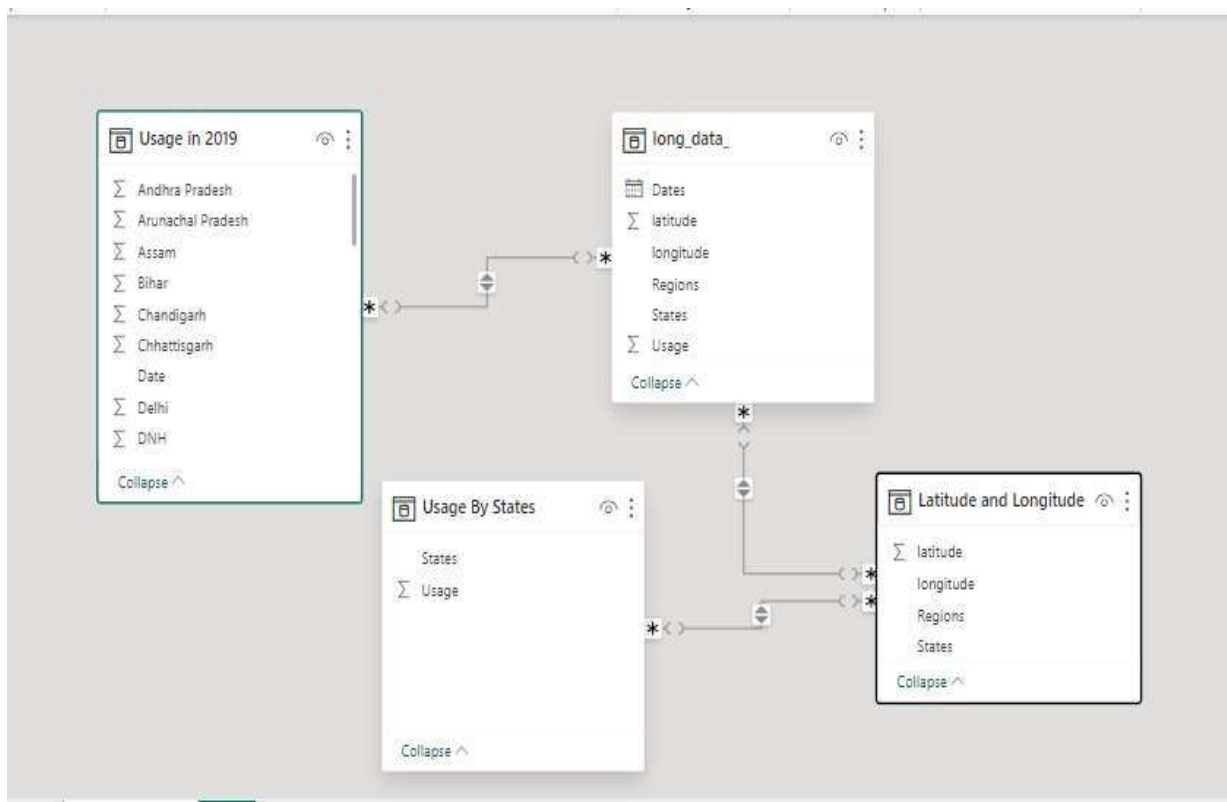 Usage in 2019
Andhra Pradesh
Arunachal Pradesh
Assam
Bihar
Chandigarh
Chhattisgarh
Date
Delhi
DNH
Collapse
long_data_
Dates
latitude
longitude
Regions
States
Usage
Collapse
Usage By States
States
Usage
Collapse
Latitude and Longitude
latitude
longitude
Regions
States
Collapse